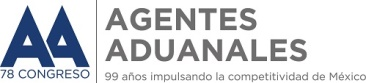 AA
78 CONGRESO
AGENTES
ADUANALES
99 años impulsando la competitividad de México